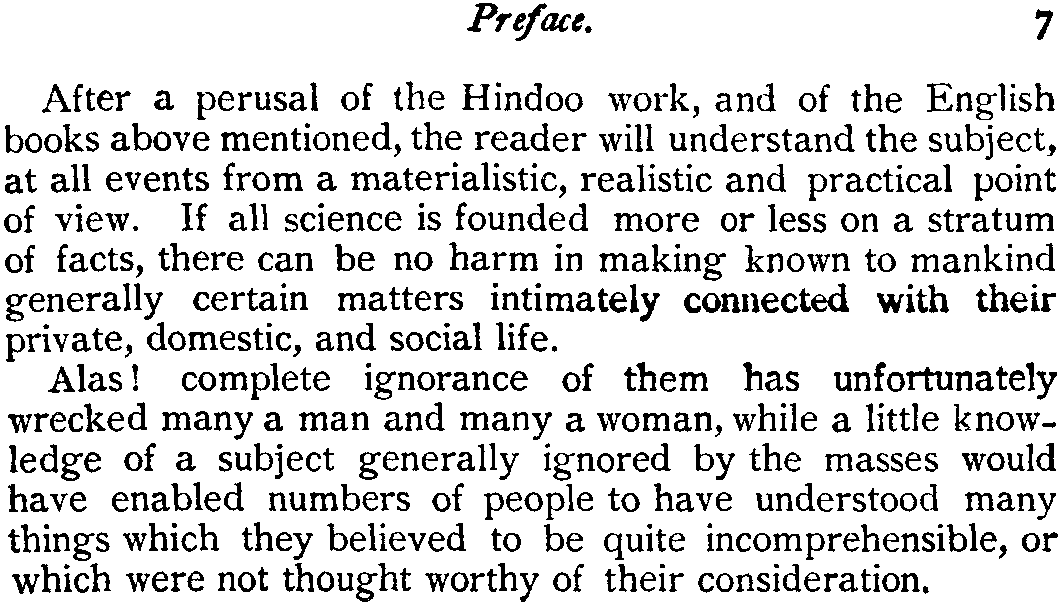 Preface. 7
After a perusal of the Hindoo work, and of the English
books above mentioned, the reader will understand the subject,
at all events from a materialistic, realistic and practical point
of view. If all science is founded more or less on a stratum
of facts, there can be no harm in making known to mankind
generally certain matters intimately connected with their
private, domestic, and social life.
Alas! complete ignorance of them has unfortunately
wrecked many a man and many a woman, while a little know-
ledge of a subject generally ignored by the masses would
have enabled numbers of people to have understood many
things which they believed to be quite incomprehensible, or
which were not thought worthy of their consideration.